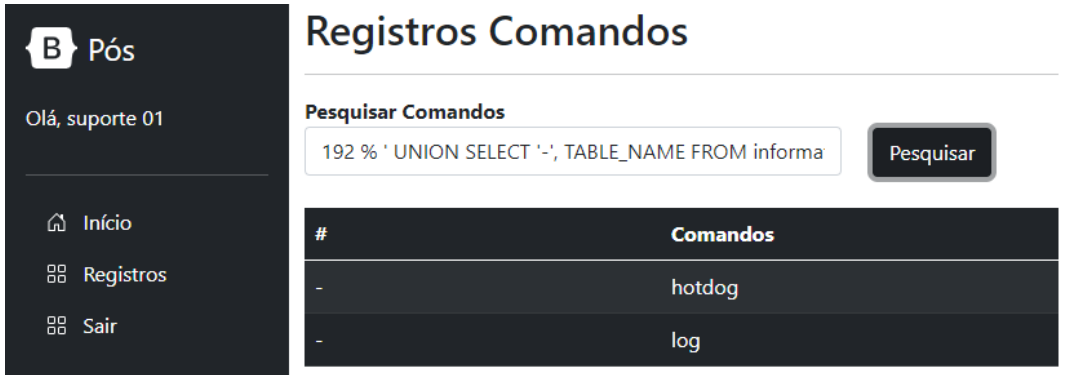 B Pós
Olá, suporte 01
Início
Registros
Sair
Registros Comandos
Pesquisar Comandos
192 % ' UNION SELECT '-', TABLE_NAME FROM informa
Pesquisar
# Comandos
- hotdog
- log